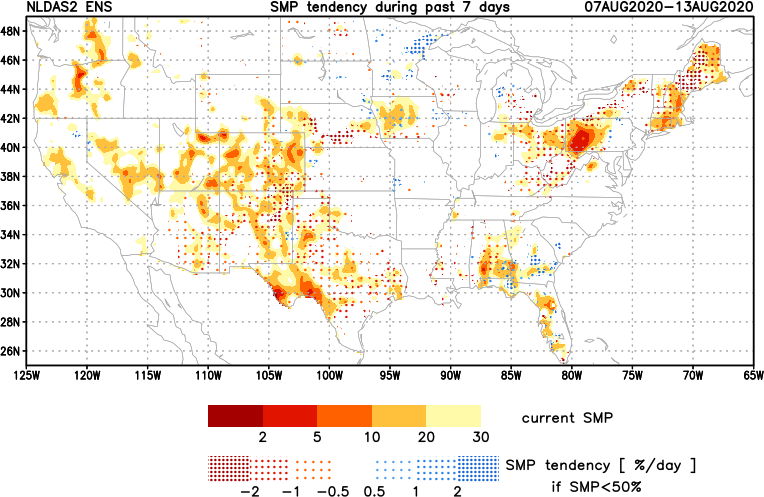 NLDAS2 ENS SMP tendency during past 7 days 07AUG2020-13AUG2020
48N
46N
44N
42N
40N
38N
36N
34N
32N
30N
28N
26N
125W 120W 115W 110W 105W 100W 95W 90W 85W 80W 75W 70W 65W
current SMP
2 5 10 20 30
SMP tendency [ %/day ]
if SMP<50%
-2 -1 -0.5 0.5 1 2